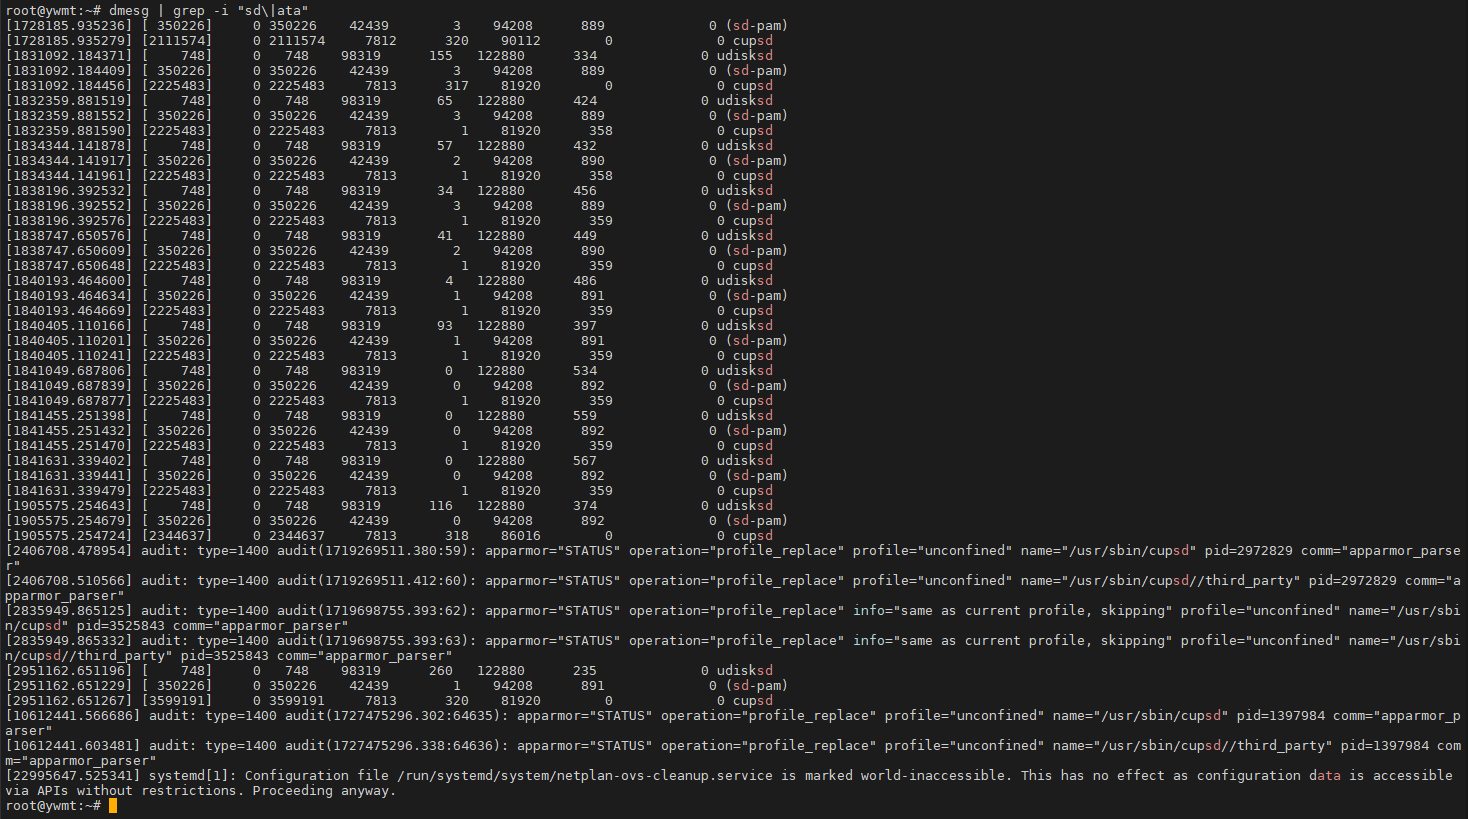 root@ywmt:~# dmesg | grep -i "sd\|ata"
[1728185.935236] [ 350226]     0 350226    42439        3    94208      889             0 (sd-pam)
[1728185.935279] [2111574]     0 2111574     7812      320    90112        0             0 cupsd
[1831092.184371] [    748]     0   748    98319      155   122880      334             0 udisksd
[1831092.184409] [ 350226]     0 350226    42439        3    94208      889             0 (sd-pam)
[1831092.184456] [2225483]     0 2225483     7813      317    81920        0             0 cupsd
[1832359.881519] [    748]     0   748    98319       65   122880      424             0 udisksd
[1832359.881552] [ 350226]     0 350226    42439        3    94208      889             0 (sd-pam)
[1832359.881590] [2225483]     0 2225483     7813        1    81920      358             0 cupsd
[1834344.141878] [    748]     0   748    98319       57   122880      432             0 udisksd
[1834344.141917] [ 350226]     0 350226    42439        2    94208      890             0 (sd-pam)
[1834344.141961] [2225483]     0 2225483     7813        1    81920      358             0 cupsd
[1838196.392532] [    748]     0   748    98319       34   122880      456             0 udisksd
[1838196.392552] [ 350226]     0 350226    42439        3    94208      889             0 (sd-pam)
[1838196.392576] [2225483]     0 2225483     7813        1    81920      359             0 cupsd
[1838747.650576] [    748]     0   748    98319       41   122880      449             0 udisksd
[1838747.650609] [ 350226]     0 350226    42439        2    94208      890             0 (sd-pam)
[1838747.650648] [2225483]     0 2225483     7813        1    81920      359             0 cupsd
[1840193.464600] [    748]     0   748    98319        4   122880      486             0 udisksd
[1840193.464634] [ 350226]     0 350226    42439        1    94208      891             0 (sd-pam)
[1840193.464669] [2225483]     0 2225483     7813        1    81920      359             0 cupsd
[1840405.110166] [    748]     0   748    98319       93   122880      397             0 udisksd
[1840405.110201] [ 350226]     0 350226    42439        1    94208      891             0 (sd-pam)
[1840405.110241] [2225483]     0 2225483     7813        1    81920      359             0 cupsd
[1841049.687806] [    748]     0   748    98319        0   122880      534             0 udisksd
[1841049.687839] [ 350226]     0 350226    42439        0    94208      892             0 (sd-pam)
[1841049.687877] [2225483]     0 2225483     7813        1    81920      359             0 cupsd
[1841455.251398] [    748]     0   748    98319        0   122880      559             0 udisksd
[1841455.251432] [ 350226]     0 350226    42439        0    94208      892             0 (sd-pam)
[1841455.251470] [2225483]     0 2225483     7813        1    81920      359             0 cupsd
[1841631.339402] [    748]     0   748    98319        0   122880      567             0 udisksd
[1841631.339441] [ 350226]     0 350226    42439        0    94208      892             0 (sd-pam)
[1841631.339479] [2225483]     0 2225483     7813        1    81920      359             0 cupsd
[1905575.254643] [    748]     0   748    98319      116   122880      374             0 udisksd
[1905575.254679] [ 350226]     0 350226    42439        0    94208      892             0 (sd-pam)
[1905575.254724] [2344637]     0 2344637     7813      318    86016        0             0 cupsd
[2406708.478954] audit: type=1400 audit(1719269511.380:59): apparmor="STATUS" operation="profile_replace" profile="unconfined" name="/usr/sbin/cupsd" pid=2972829 comm="apparmor_parse
r"
[2406708.510566] audit: type=1400 audit(1719269511.412:60): apparmor="STATUS" operation="profile_replace" profile="unconfined" name="/usr/sbin/cupsd//third_party" pid=2972829 comm="a
pparmor_parser"
[2835949.865125] audit: type=1400 audit(1719698755.393:62): apparmor="STATUS" operation="profile_replace" info="same as current profile, skipping" profile="unconfined" name="/usr/sbi
n/cupsd" pid=3525843 comm="apparmor_parser"
[2835949.865332] audit: type=1400 audit(1719698755.393:63): apparmor="STATUS" operation="profile_replace" info="same as current profile, skipping" profile="unconfined" name="/usr/sbi
n/cupsd//third_party" pid=3525843 comm="apparmor_parser"
[2951162.651196] [    748]     0   748    98319      260   122880      235             0 udisksd
[2951162.651229] [ 350226]     0 350226    42439        1    94208      891             0 (sd-pam)
[2951162.651267] [3599191]     0 3599191     7813      320    81920        0             0 cupsd
[10612441.566686] audit: type=1400 audit(1727475296.302:64635): apparmor="STATUS" operation="profile_replace" profile="unconfined" name="/usr/sbin/cupsd" pid=1397984 comm="apparmor_p
arser"
[10612441.603481] audit: type=1400 audit(1727475296.338:64636): apparmor="STATUS" operation="profile_replace" profile="unconfined" name="/usr/sbin/cupsd//third_party" pid=1397984 com
m="apparmor_parser"
[22995647.525341] systemd[1]: Configuration file /run/systemd/system/netplan-ovs-cleanup.service is marked world-inaccessible. This has no effect as configuration data is accessible
via APIs without restrictions. Proceeding anyway.
root@ywmt:~#